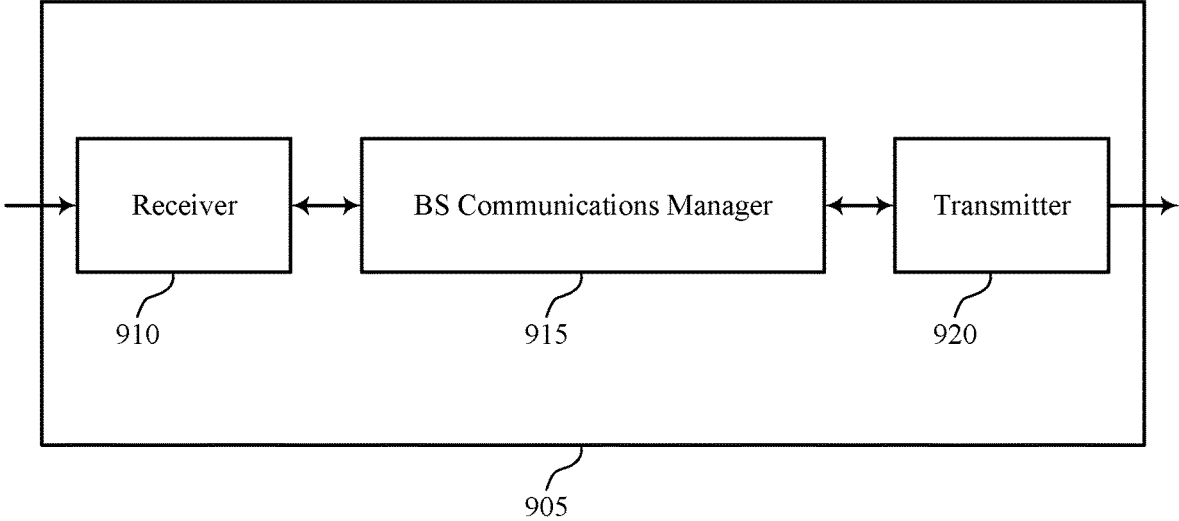 Receiver
BS Communications Manager
Transmitter
910
915
920
905